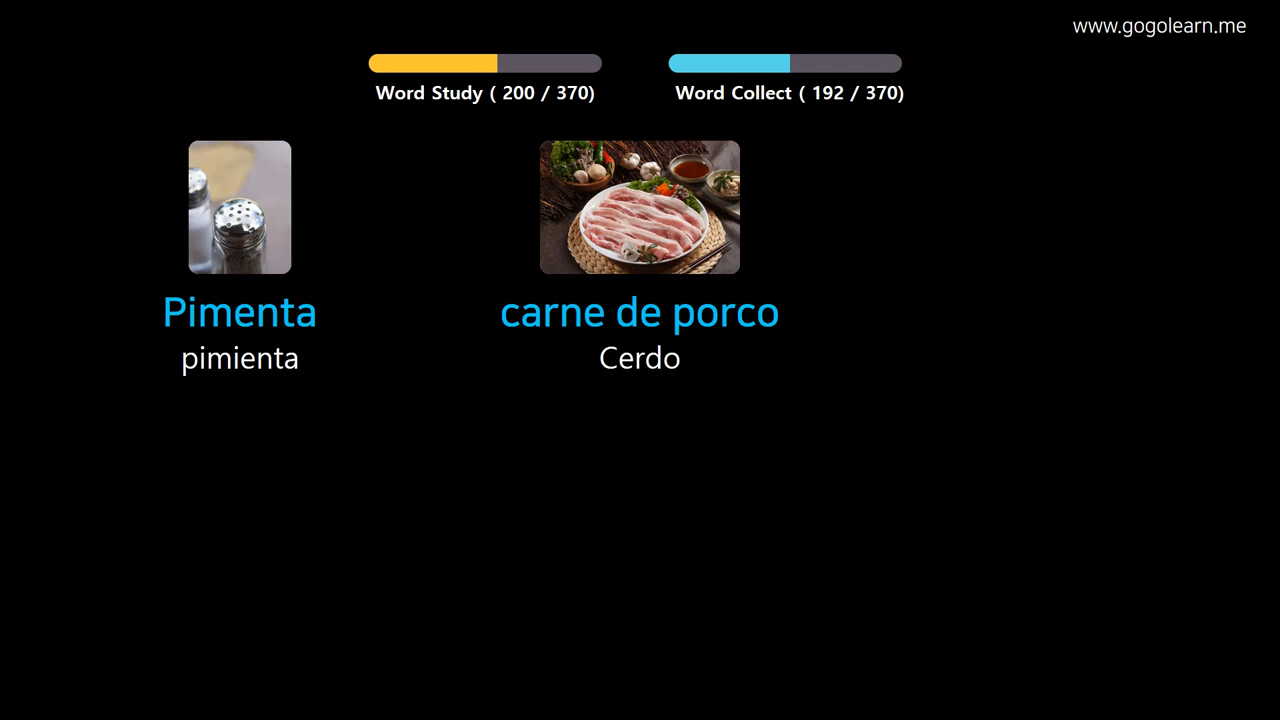 www.gogolearn.me
Word Study ( 200 / 370)
Word Collect ( 192 / 370)
Pimenta
pimienta
carne de porco
Cerdo